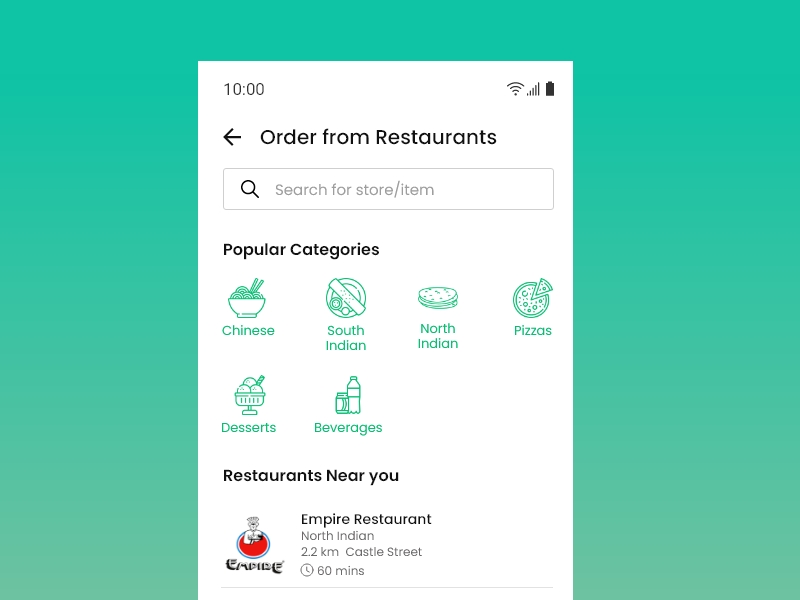 10:00
Order from Restaurants
Search for store/item
Popular Categories
Chinese
South
Indian
North
Indian
Pizzas
Desserts
Beverages
Restaurants Near you
Empire Restaurant
North Indian
2.2 km Castle Street
60 mins
EMPIRE